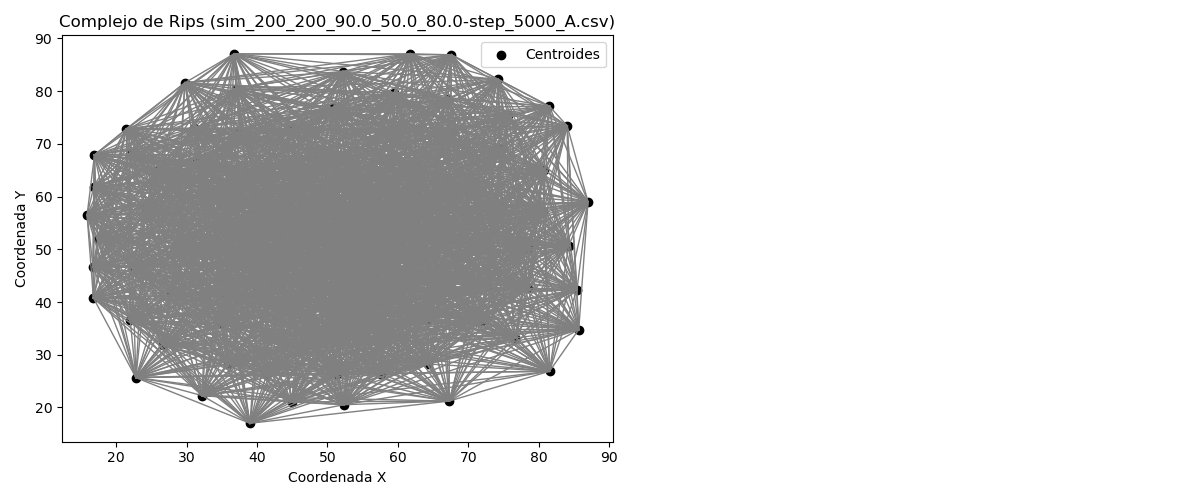 Complejo de Rips (sim_200_200_90.0_50.0_80.0-step_5000_A.csv)
Centroides
90
80
70
60
50
40
30
20
Coordenada Y
20 30 40 50 60 70 80 90
Coordenada X